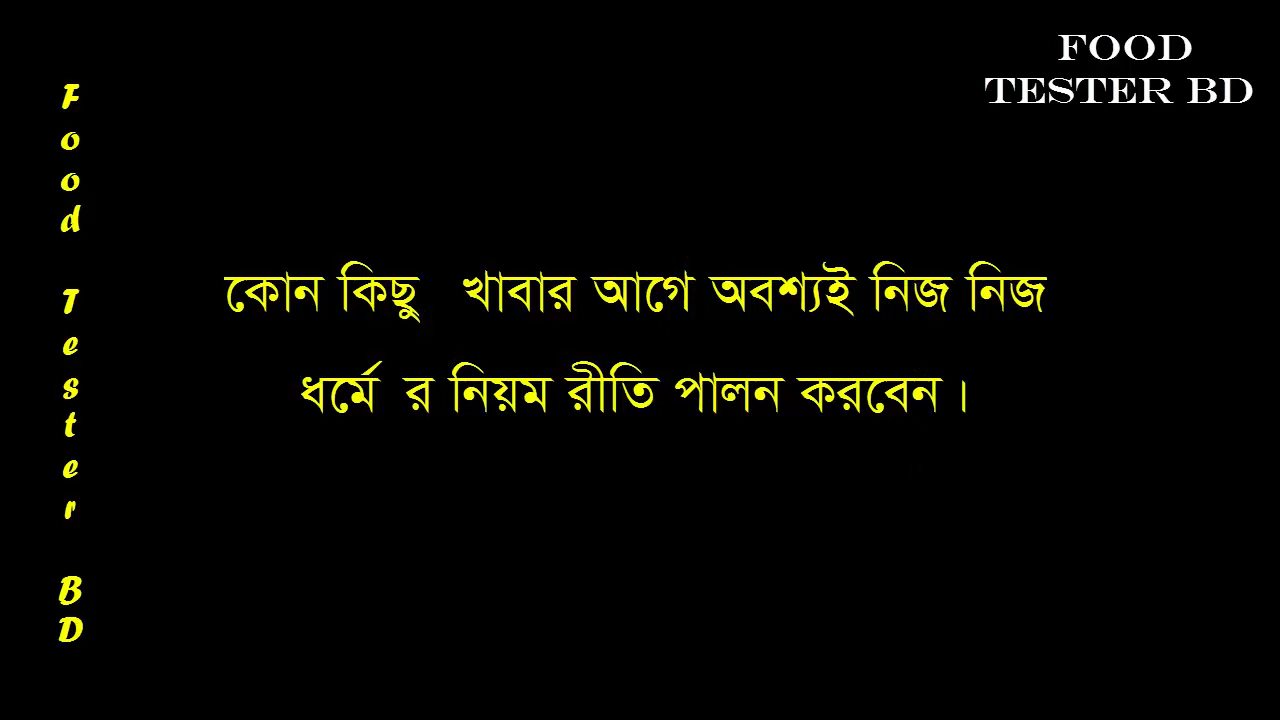 FOOD
TESTER BD
Food Tester BD
কোন কিছু খাবার আগে অবশ্যই নিজ নিজ
ধর্মে র নিয়ম রীতি পালন করবেন।